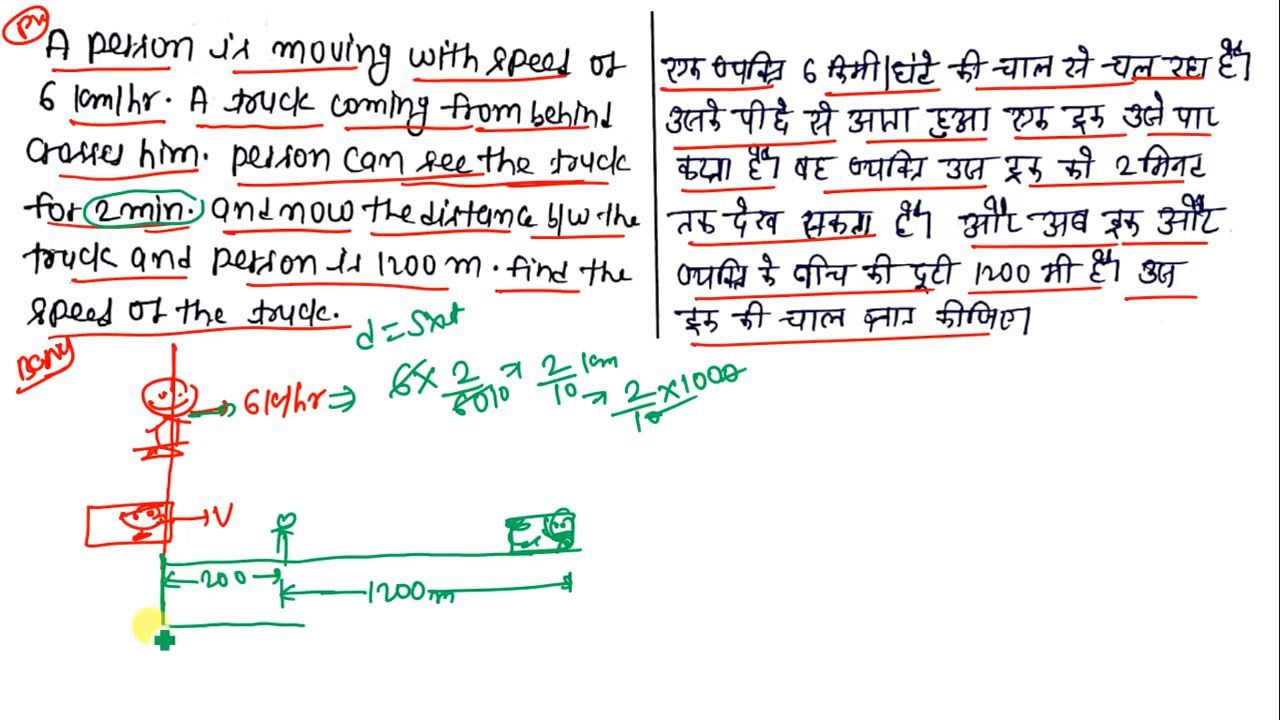 A person is moving with speed of
6 km/hr. A truck coming from behind
crosses him. person can see the truck
for 2 min. and now the distance b/w the
truck and person is 1200 m. find the
speed of the truck.
एक व्यक्ति 6 किमी/घंटे की चाल से चल रहा है।
उसके पीछे से आता हुआ एक ट्रक उसे पार
करता है। वह व्यक्ति उस ट्रक को 2 मिनट
तक देख सकता है। और अब ट्रक और
व्यक्ति के बीच की दूरी 1200 मी है। उस
ट्रक की चाल ज्ञात कीजिए।
d = s×t
6 km/hr ⇒ 6 × 2/60 10 → 2/10 km
→ 2/10 × 1000
V
200
1200 m